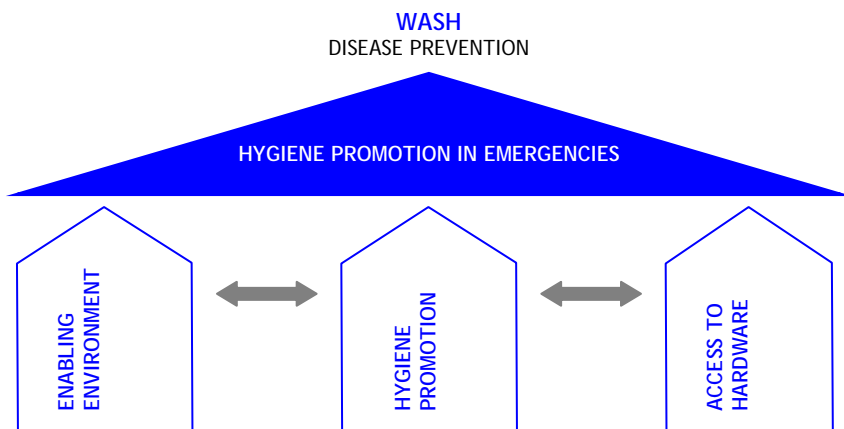 WASH
DISEASE PREVENTION
HYGIENE PROMOTION IN EMERGENCIES
ENABLING
ENVIRONMENT
HYGIENE
PROMOTION
ACCESS TO
HARDWARE